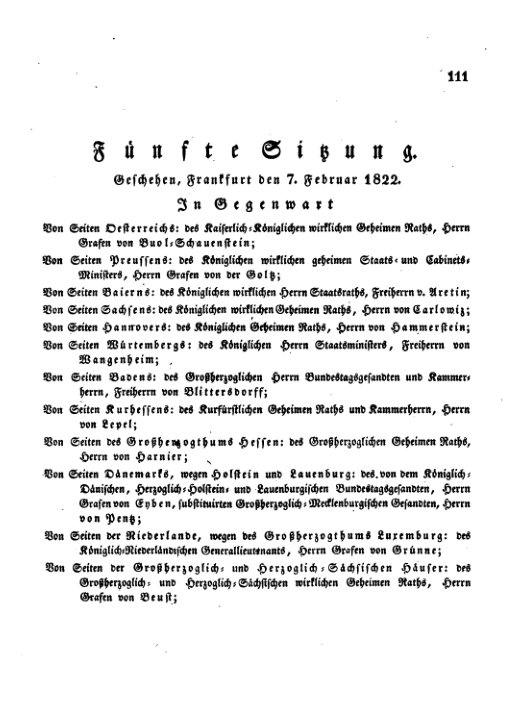 111
Fünfte Sitzung.
Geschehen, Frankfurt den 7. Februar 1822.
In Gegenwart
Von Seiten Oesterreichs: des Kaiserlich-Königlichen wirklichen Geheimen Raths, Herrn
Grafen von Buol-Schauenstein;
Von Seiten Preussens: des Königlichen wirklichen geheimen Staats- und Cabinets-
Ministers, Herrn Grafen von der Goltz;
Von Seiten Baierns: des Königlichen wirklichen Herrn Staatsraths, Freiherrn v. Aretin;
Von Seiten Sachsens: des Königlichen wirklichen Geheimen Raths, Herrn von Carlowitz;
Von Seiten Hannovers: des Königlichen Geheimen Raths, Herrn von Hammerstein;
Von Seiten Würtembergs: des Königlichen Herrn Staatsministers, Freiherrn von
Wangenheim;
Von Seiten Badens: des Großherzoglichen Herrn Bundestagsgesandten und Kammer-
herrn, Freiherrn von Blittersdorff;
Von Seiten Kurhessens: des Kurfürstlichen Geheimen Raths und Kammerherrn, Herrn
von Lepel;
Von Seiten des Großherzogthums Hessen: des Großherzoglichen Geheimen Raths,
Herrn von Harnier;
Von Seiten Dänemarks, wegen Holstein und Lauenburg: des von dem Königlich-
Dänischen, Herzoglich-Holstein- und Lauenburgischen Bundestagsgesandten, Herrn
Grafen von Eyben, substituirten Großherzoglich-Mecklenburgischen Gesandten, Herrn
von Pentz;
Von Seiten der Niederlande, wegen des Großherzogthums Luxemburg: des
Königlich-Niederländischen Generallieutenants, Herrn Grafen von Grünne;
Von Seiten der Großherzoglich- und Herzoglich-Sächsischen Häuser: des
Großherzoglich- und Herzoglich-Sächsischen wirklichen Geheimen Raths, Herrn
Grafen von Beust;